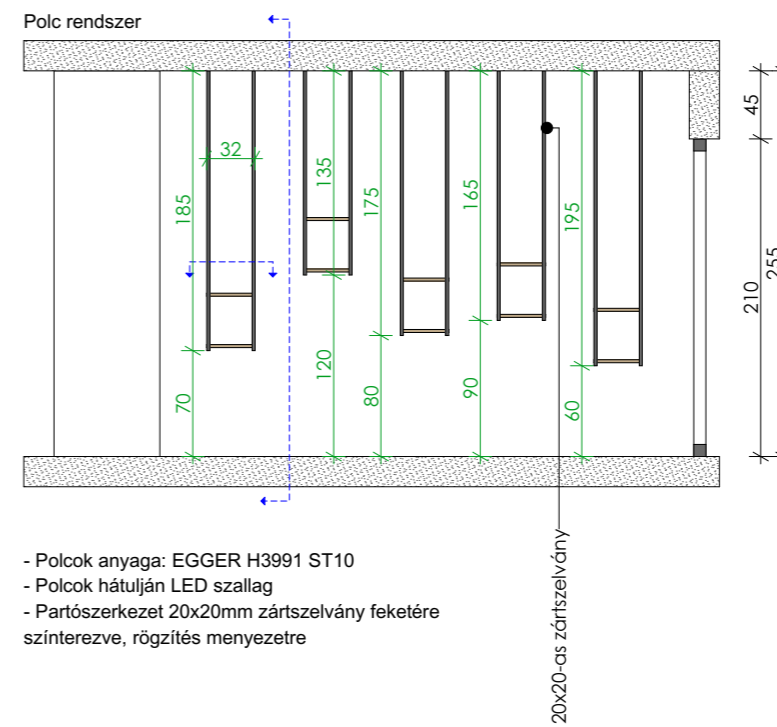 Polc rendszer
32
185
135
175
165
195
45
210
255
70
120
80
90
60
- Polcok anyaga: EGGER H3991 ST10
- Polcok hátulján LED szallag
- Partószerkezet 20x20mm zártszelvény feketére
színterezve, rögzítés menyezetre
20x20-as zártszelvány